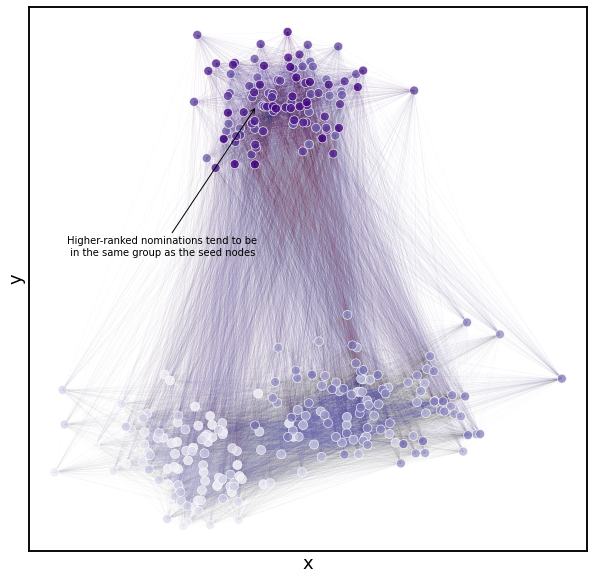 Higher-ranked nominations tend to be
in the same group as the seed nodes
y
x